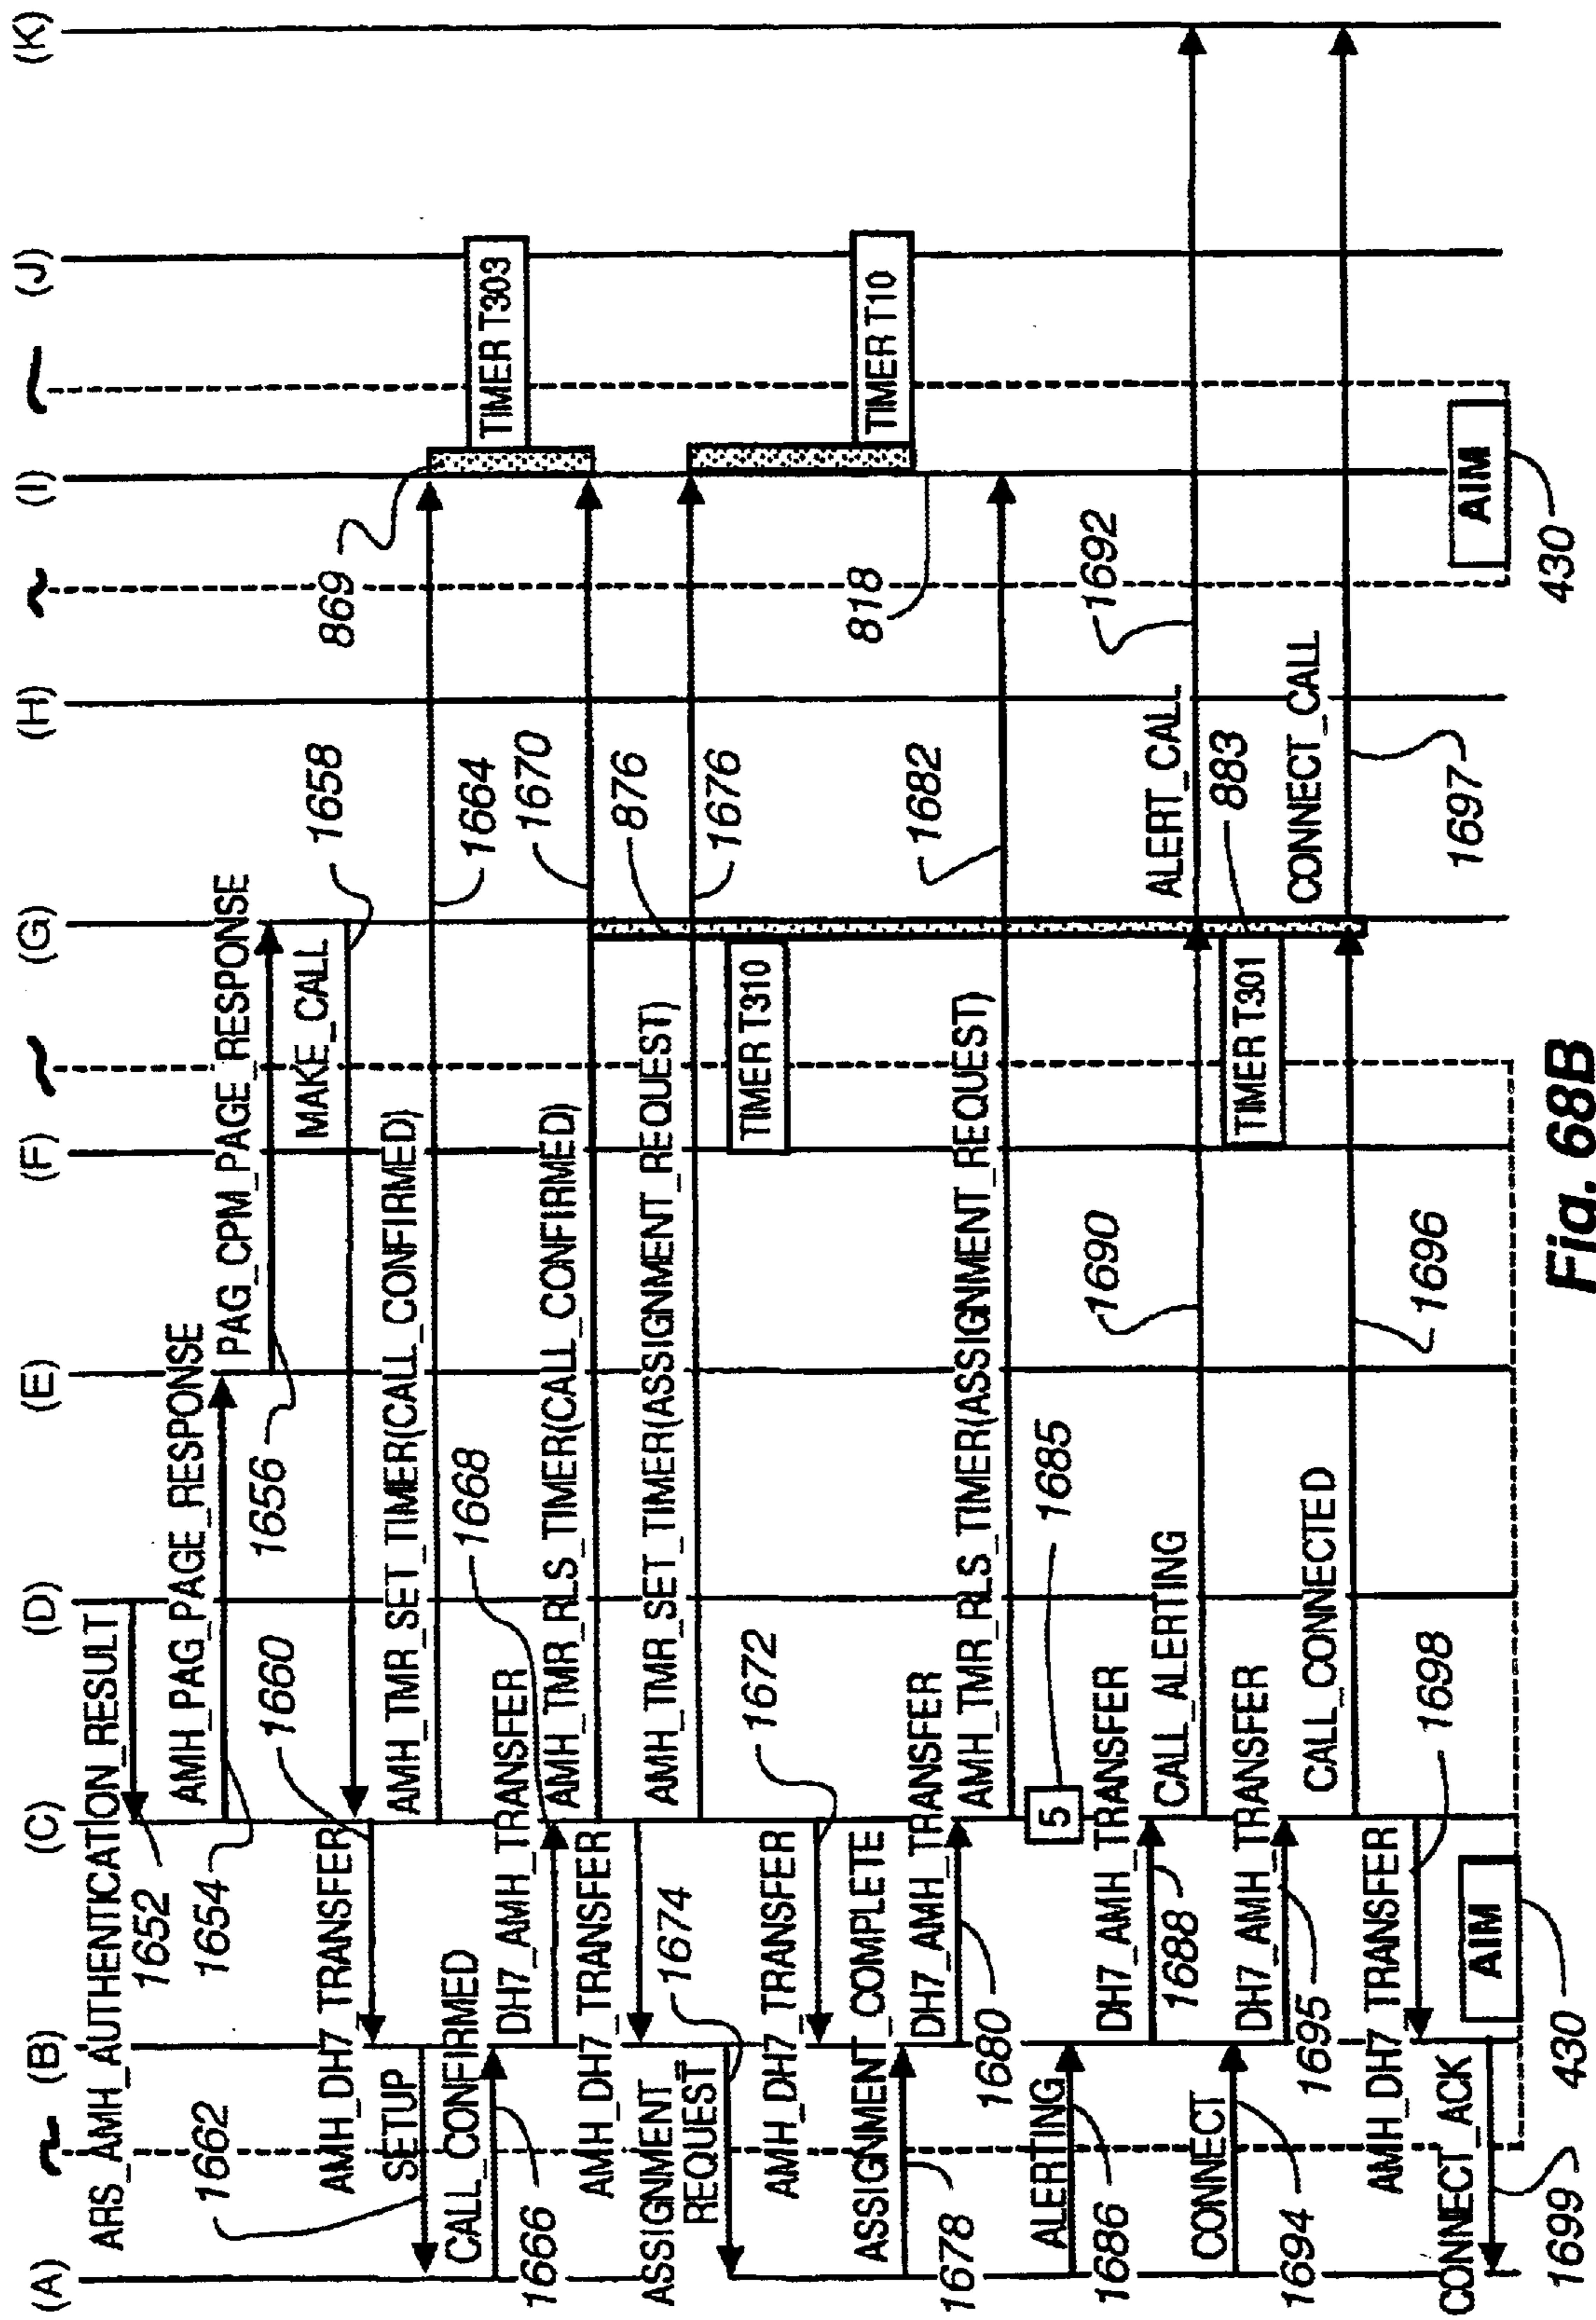 (A) (B) (C) (D) (E) (F) (G) (H) (I) (J) (K)
ARS_AMH_AUTHENTICATION_RESULT
1652
AMH_PAG_PAGE_RESPONSE
1654
PAG_CPM_PAGE_RESPONSE
1656
MAKE_CALL
1658
AMH_DH7_TRANSFER
1660
SETUP
1662
AMH_TMR_SET_TIMER(CALL_CONFIRMED)
1664
869
TIMER T303
CALL_CONFIRMED
1666
DH7_AMH_TRANSFER
1668
AMH_TMR_RLS_TIMER(CALL_CONFIRMED)
1670
876
AMH_DH7_TRANSFER
1672
ASSIGNMENT_
REQUEST
1674
AMH_TMR_SET_TIMER(ASSIGNMENT_REQUEST)
1676
TIMER T310
TIMER T10
818
AMH_DH7_TRANSFER
ASSIGNMENT_COMPLETE
1678
DH7_AMH_TRANSFER
1680
AMH_TMR_RLS_TIMER(ASSIGNMENT_REQUEST)
1682
5
1685
ALERTING
1686
DH7_AMH_TRANSFER
1688
CALL_ALERTING
1690
ALERT_CALL
1692
883
TIMER T301
CONNECT
1694
DH7_AMH_TRANSFER
1695
CALL_CONNECTED
1696
CONNECT_CALL
1697
AMH_DH7_TRANSFER
1698
CONNECT_ACK
1699
AIM
430
AIM
430
Fig. 68B